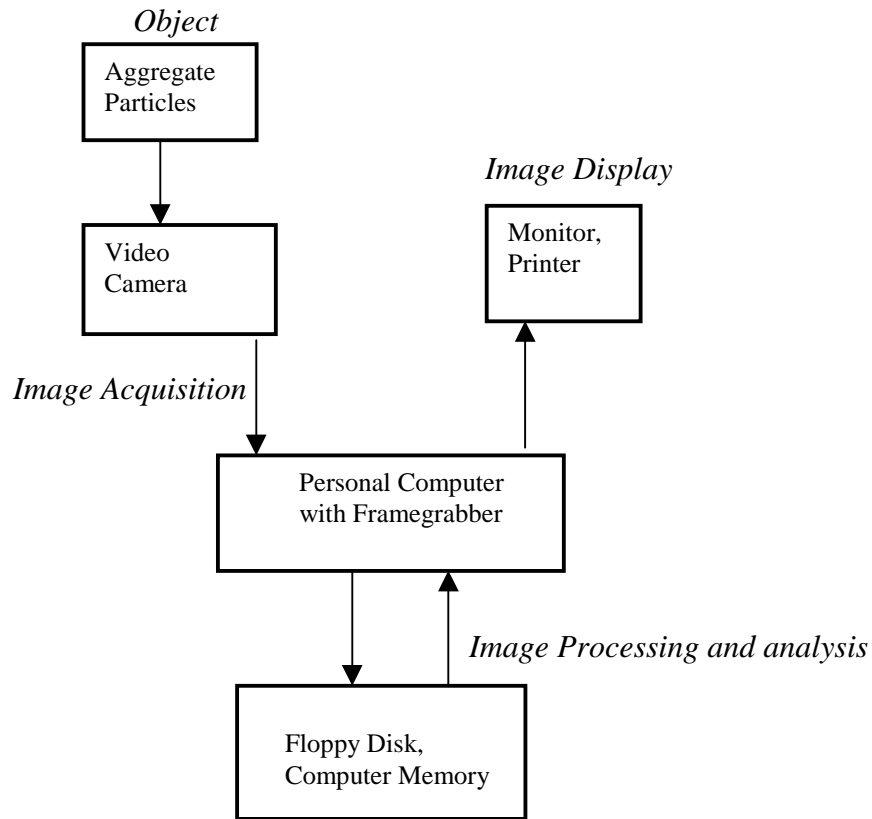 Object
Aggregate
Particles
Image Display
Video
Camera
Monitor,
Printer
Image Acquisition
Personal Computer
with Framegrabber
Image Processing and analysis
Floppy Disk,
Computer Memory